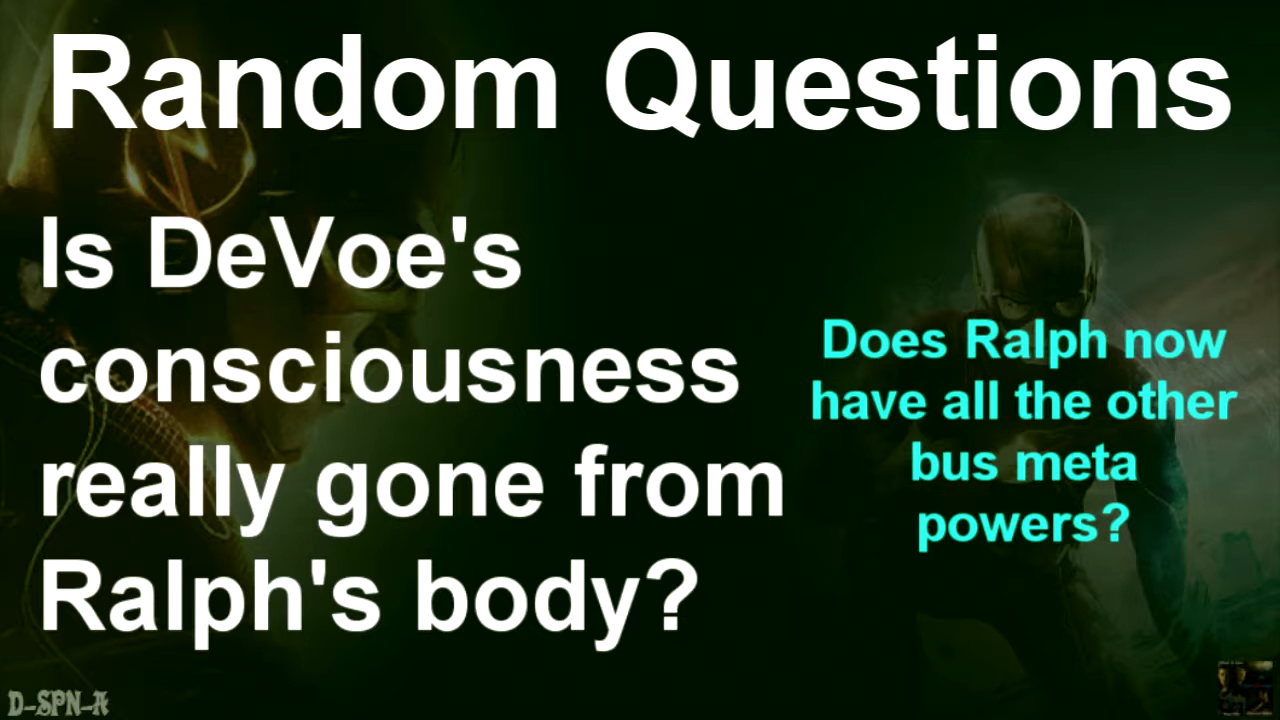 Random Questions
Is DeVoe's
consciousness
really gone from
Ralph's body?
Does Ralph now
have all the other
bus meta
powers?
D-SPN-A